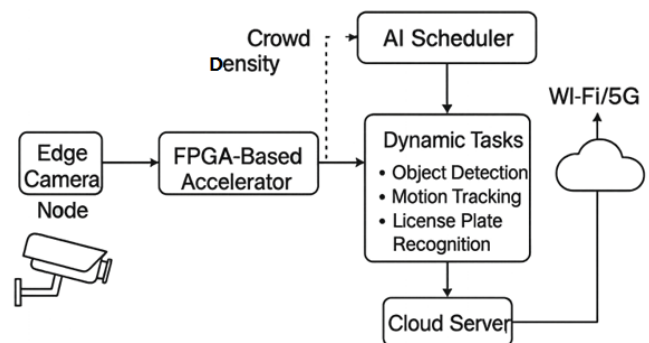 Crowd
Density
AI Scheduler
WI-Fi/5G
Edge
Camera
Node
FPGA-Based
Accelerator
Dynamic Tasks
• Object Detection
• Motion Tracking
• License Plate
Recognition
Cloud Server